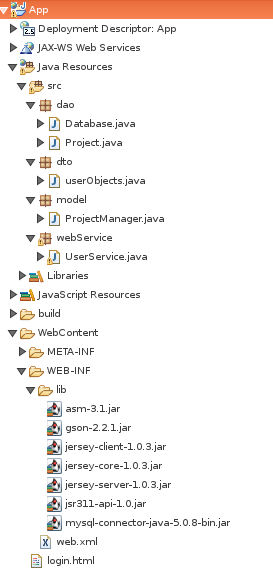 App
Deployment Descriptor: App
JAX-WS Web Services
Java Resources
src
dao
Database.java
Project.java
dto
userObjects.java
model
ProjectManager.java
webService
UserService.java
Libraries
JavaScript Resources
build
WebContent
META-INF
WEB-INF
lib
asm-3.1.jar
gson-2.2.1.jar
jersey-client-1.0.3.jar
jersey-core-1.0.3.jar
jersey-server-1.0.3.jar
jsr311-api-1.0.jar
mysql-connector-java-5.0.8-bin.jar
web.xml
login.html